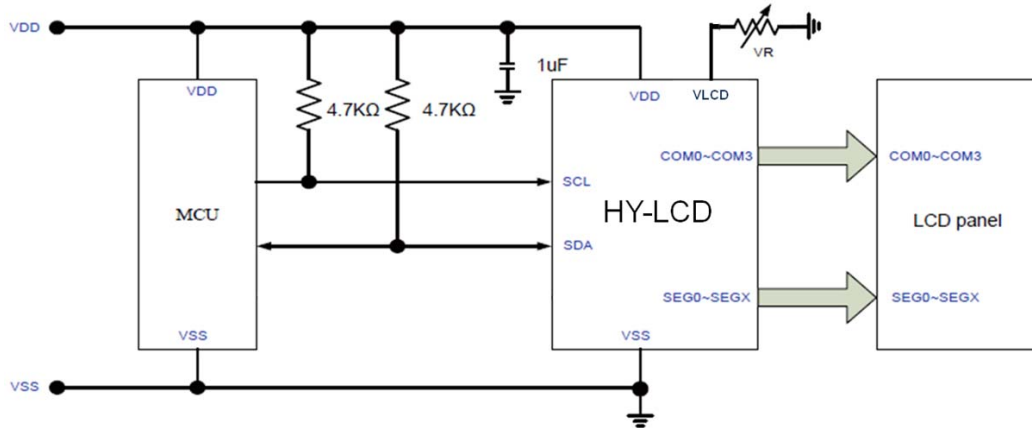 VDD
VR
1uF
VDD
VDD
VLCD
4.7KΩ
4.7KΩ
COM0~COM3
COM0~COM3
SCL
MCU
HY-LCD
LCD panel
SDA
SEG0~SEGX
SEG0~SEGX
VSS
VSS
VSS